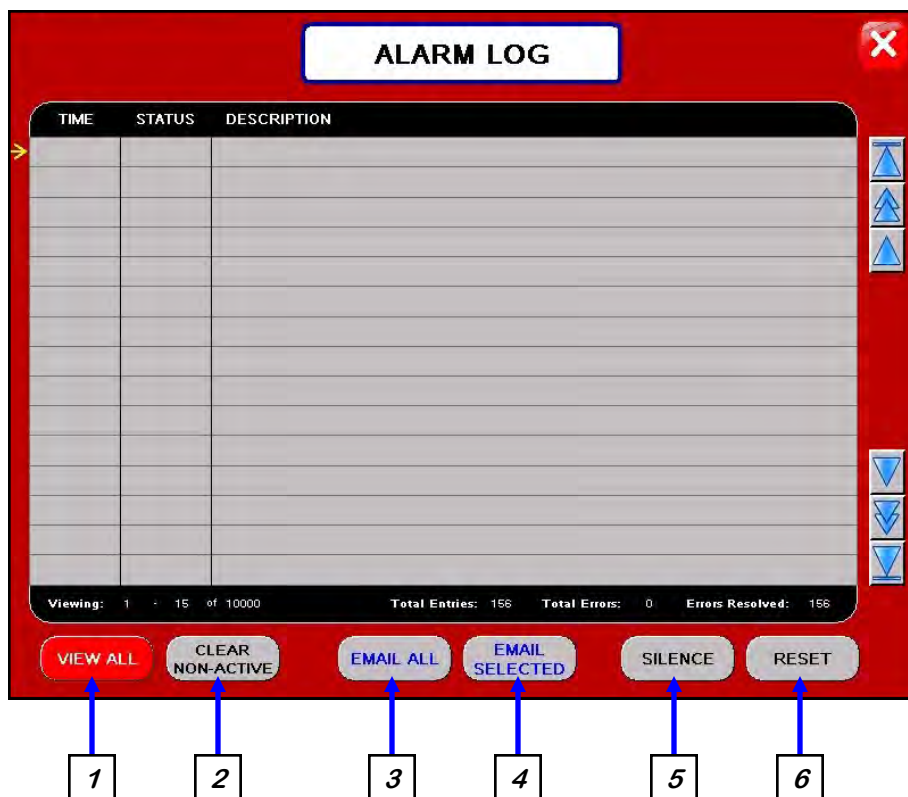 ALARM LOG
TIME STATUS DESCRIPTION
Viewing: 1 - 15 of 10000 Total Entries: 156 Total Errors: 0 Errors Resolved: 156
VIEW ALL
CLEAR
NON-ACTIVE
EMAIL ALL
EMAIL
SELECTED
SILENCE
RESET
1 2 3 4 5 6